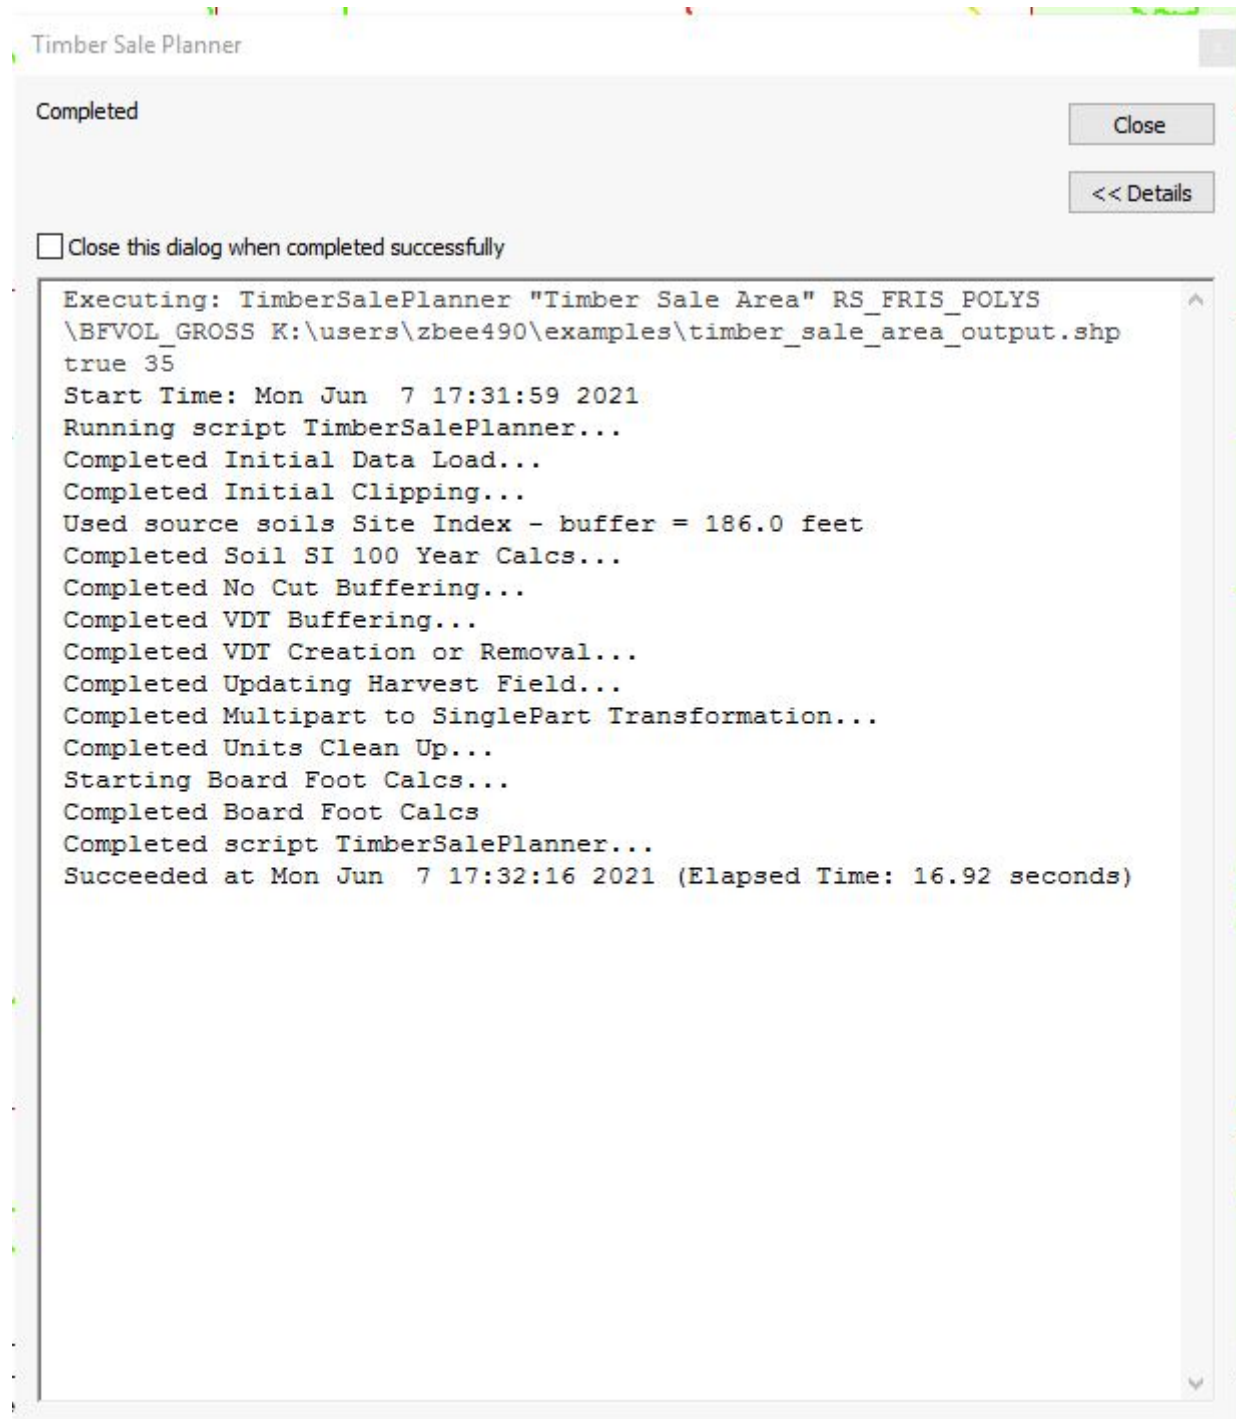 Timber Sale Planner
Completed
Close
<< Details
Close this dialog when completed successfully
Executing: TimberSalePlanner "Timber Sale Area" RS_FRIS_POLYS
\BFVOL_GROSS K:\users\zbee490\examples\timber_sale_area_output.shp
true 35
Start Time: Mon Jun  7 17:31:59 2021
Running script TimberSalePlanner...
Completed Initial Data Load...
Completed Initial Clipping...
Used source soils Site Index - buffer = 186.0 feet
Completed Soil SI 100 Year Calcs...
Completed No Cut Buffering...
Completed VDT Buffering...
Completed VDT Creation or Removal...
Completed Updating Harvest Field...
Completed Multipart to SinglePart Transformation...
Completed Units Clean Up...
Starting Board Foot Calcs...
Completed Board Foot Calcs
Completed script TimberSalePlanner...
Succeeded at Mon Jun  7 17:32:16 2021 (Elapsed Time: 16.92 seconds)